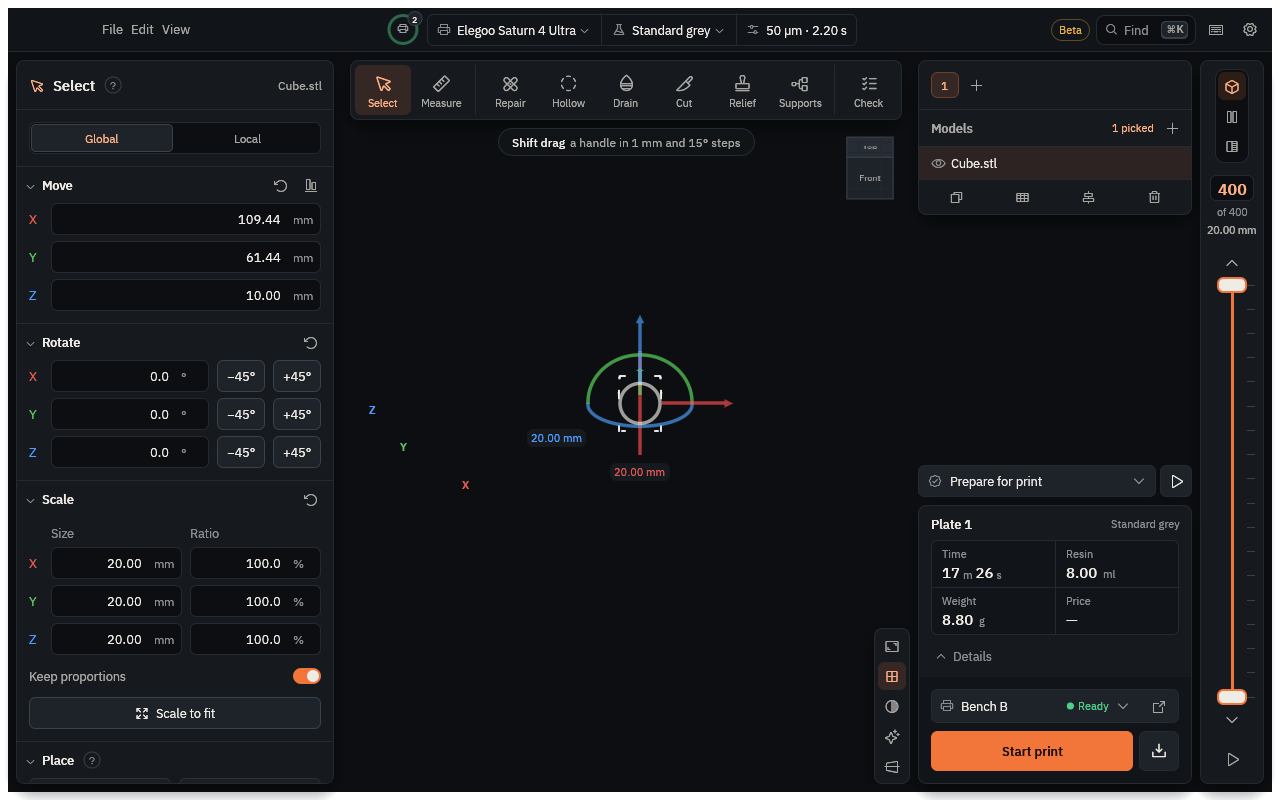 File Edit View
2
Elegoo Saturn 4 Ultra
Standard grey
50 µm · 2.20 s
Beta
Find ⌘K
Select ?
Cube.stl
Global
Local
Move
X 109.44 mm
Y 61.44 mm
Z 10.00 mm
Rotate
X 0.0 ° −45° +45°
Y 0.0 ° −45° +45°
Z 0.0 ° −45° +45°
Scale
Size Ratio
X 20.00 mm 100.0 %
Y 20.00 mm 100.0 %
Z 20.00 mm 100.0 %
Keep proportions
Scale to fit
Place ?
Select
Measure
Repair
Hollow
Drain
Cut
Relief
Supports
Check
Shift drag a handle in 1 mm and 15° steps
Top
Front
Z
Y
X
20.00 mm
20.00 mm
1
Models 1 picked
Cube.stl
Prepare for print
Plate 1 Standard grey
Time
17 m 26 s
Resin
8.00 ml
Weight
8.80 g
Price
—
Details
Bench B Ready
Start print
400
of 400
20.00 mm